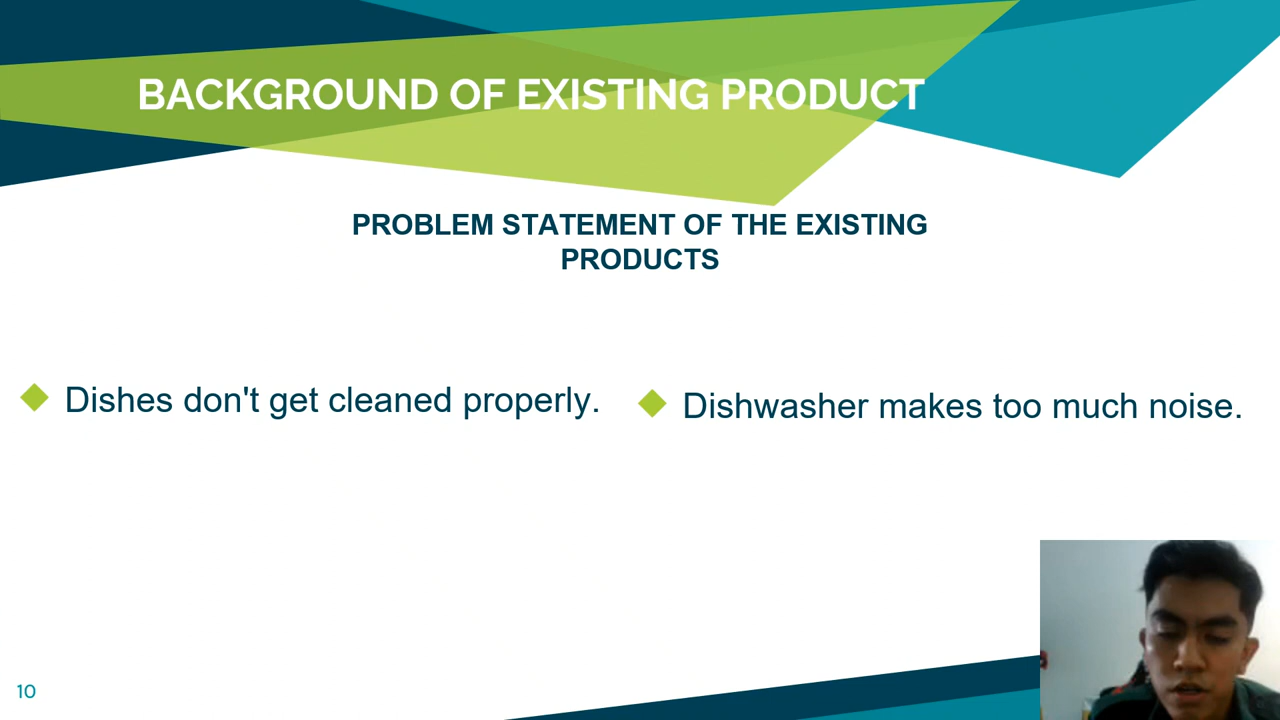 BACKGROUND OF EXISTING PRODUCT
PROBLEM STATEMENT OF THE EXISTING
PRODUCTS
Dishes don't get cleaned properly.
Dishwasher makes too much noise.
10